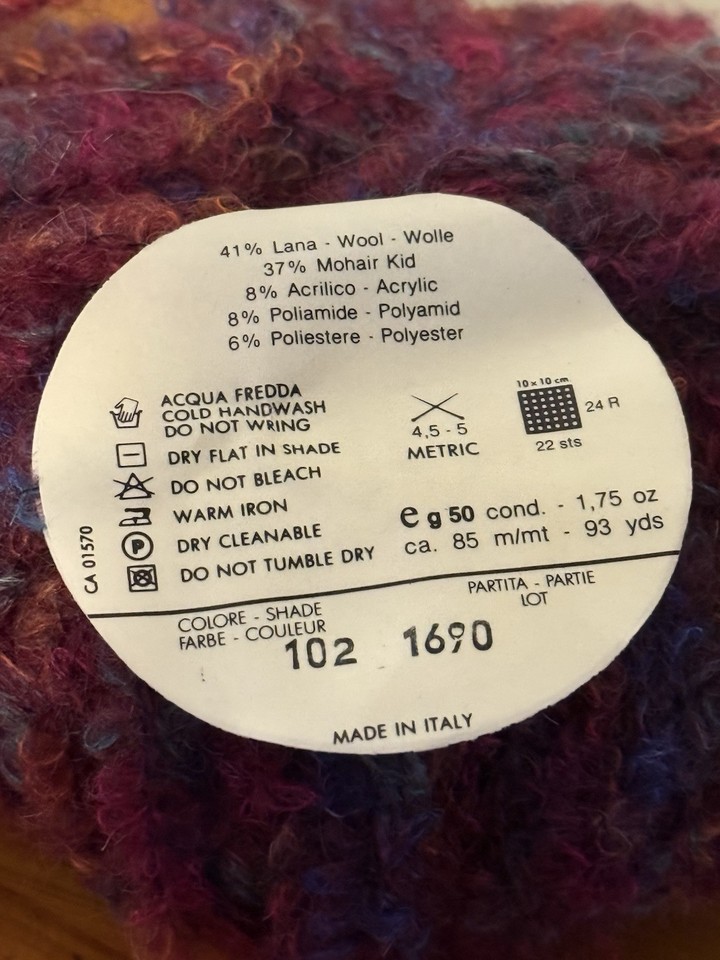 41% Lana - Wool - Wolle
37% Mohair Kid
8% Acrilico - Acrylic
8% Poliamide - Polyamid
6% Poliestere - Polyester
ACQUA FREDDA
COLD HANDWASH
DO NOT WRING
DRY FLAT IN SHADE
DO NOT BLEACH
WARM IRON
P
DRY CLEANABLE
DO NOT TUMBLE DRY
4,5 - 5
METRIC
10 x 10 cm.
24 R
22 sts
e g 50 cond. - 1,75 oz
ca. 85 m/mt - 93 yds
CA 01570
COLORE - SHADE
FARBE - COULEUR
102
PARTITA - PARTIE
LOT
1690
MADE IN ITALY